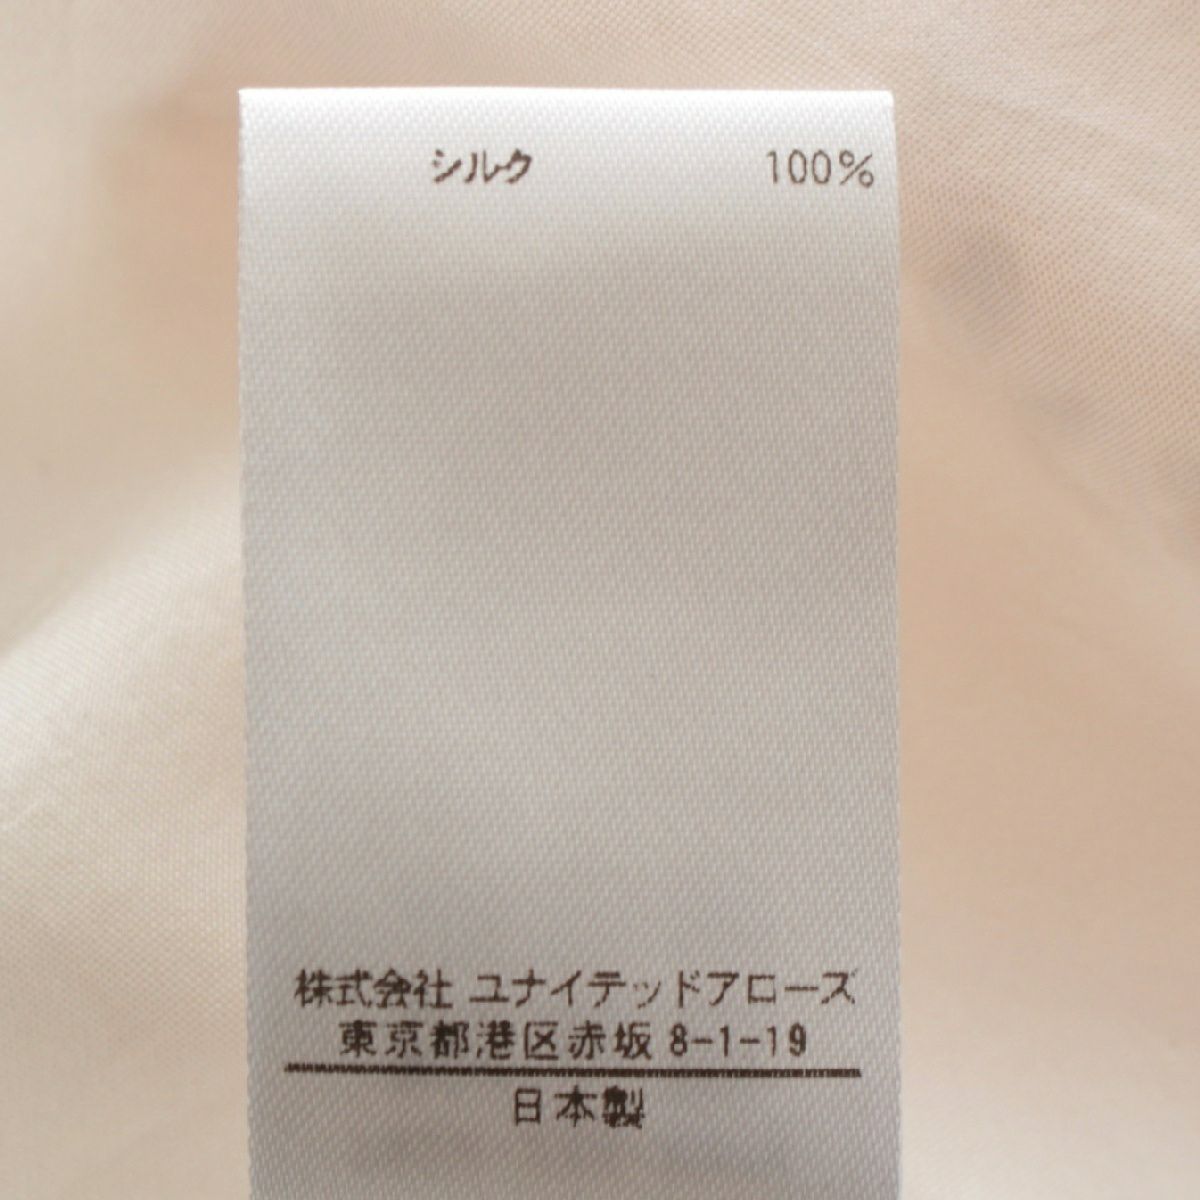 シルク 100%
株式会社 ユナイテッドアローズ
東京都港区赤坂 8-1-19
日本製